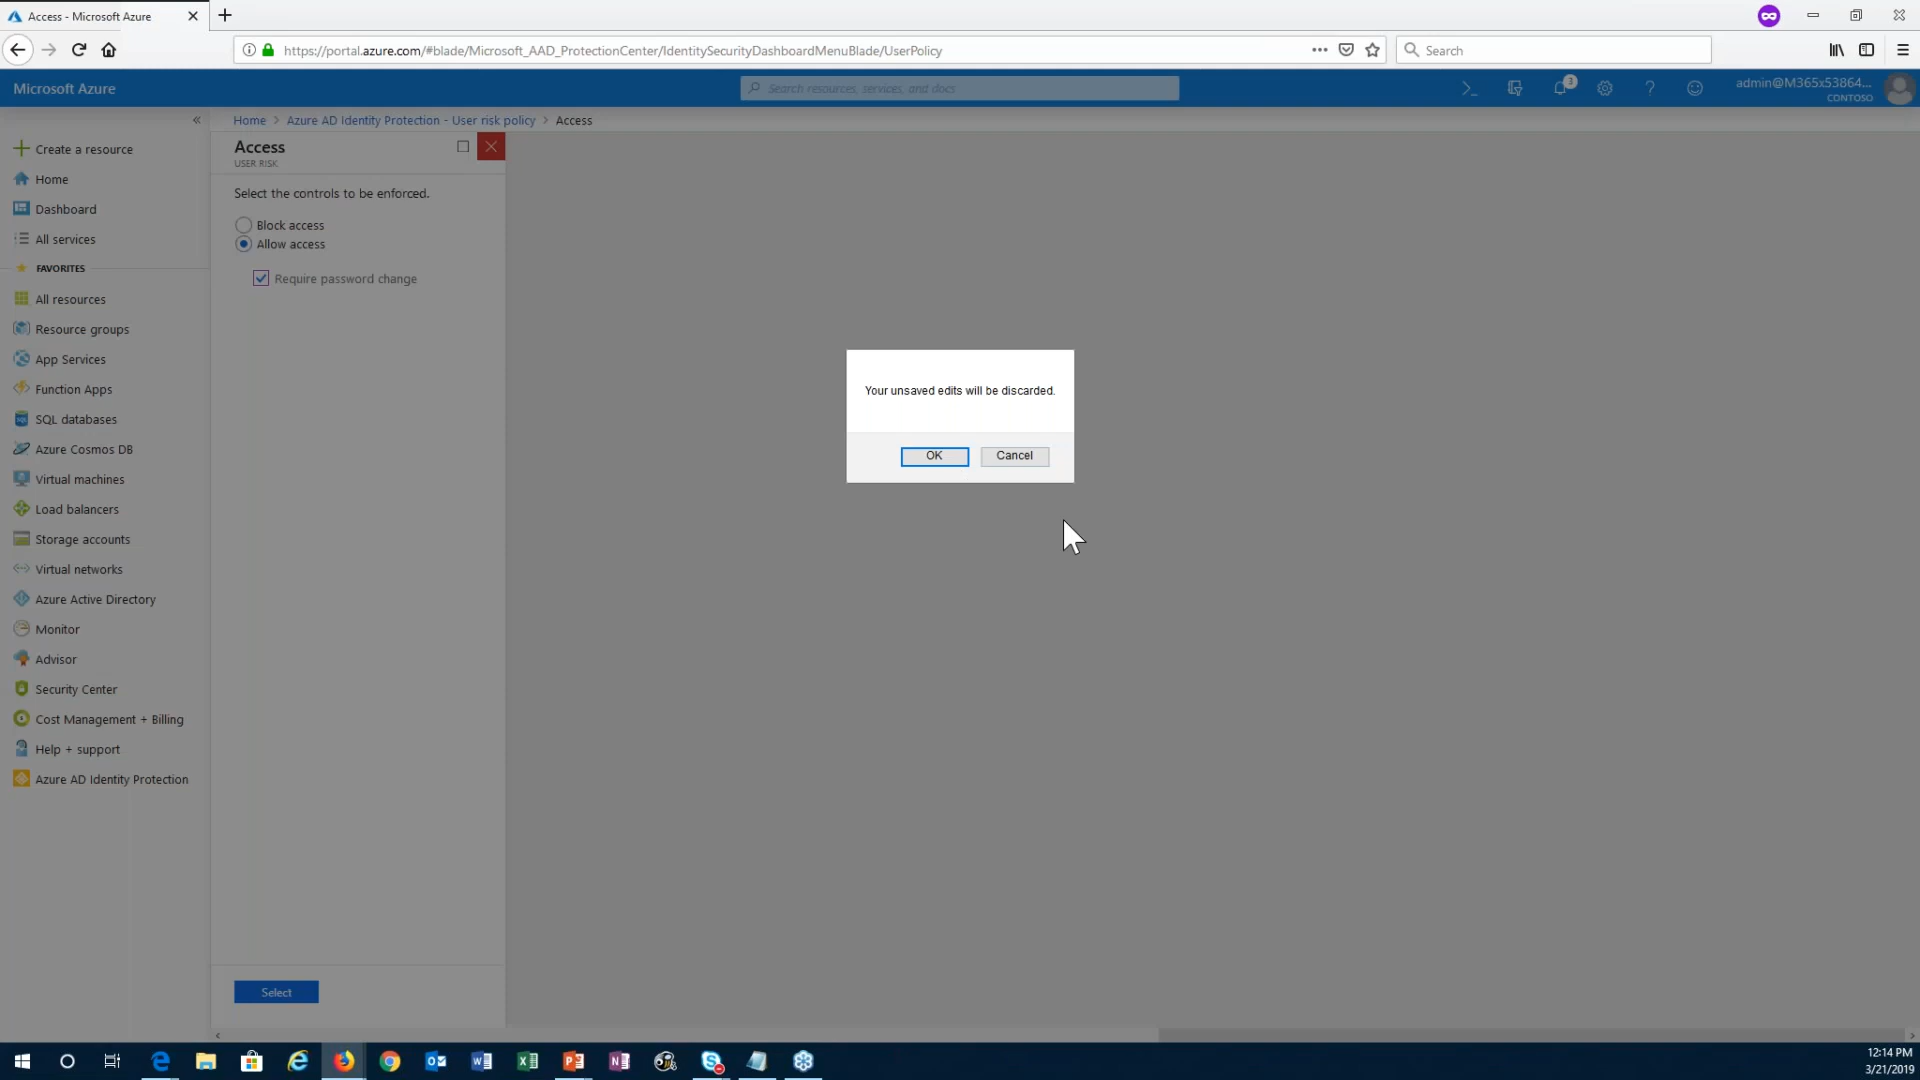 Access - Microsoft Azure
https://portal.azure.com/#blade/Microsoft_AAD_ProtectionCenter/IdentitySecurityDashboardMenuBlade/UserPolicy
Search
Microsoft Azure
Search resources, services, and docs
3
admin@M365x53864...
CONTOSO
Home > Azure AD Identity Protection - User risk policy > Access
Create a resource
Home
Dashboard
All services
FAVORITES
All resources
Resource groups
App Services
Function Apps
SQL databases
Azure Cosmos DB
Virtual machines
Load balancers
Storage accounts
Virtual networks
Azure Active Directory
Monitor
Advisor
Security Center
Cost Management + Billing
Help + support
Azure AD Identity Protection
Access
USER RISK
Select the controls to be enforced.
Block access
Allow access
Require password change
Select
Your unsaved edits will be discarded.
OK
Cancel
12:14 PM
3/21/2019